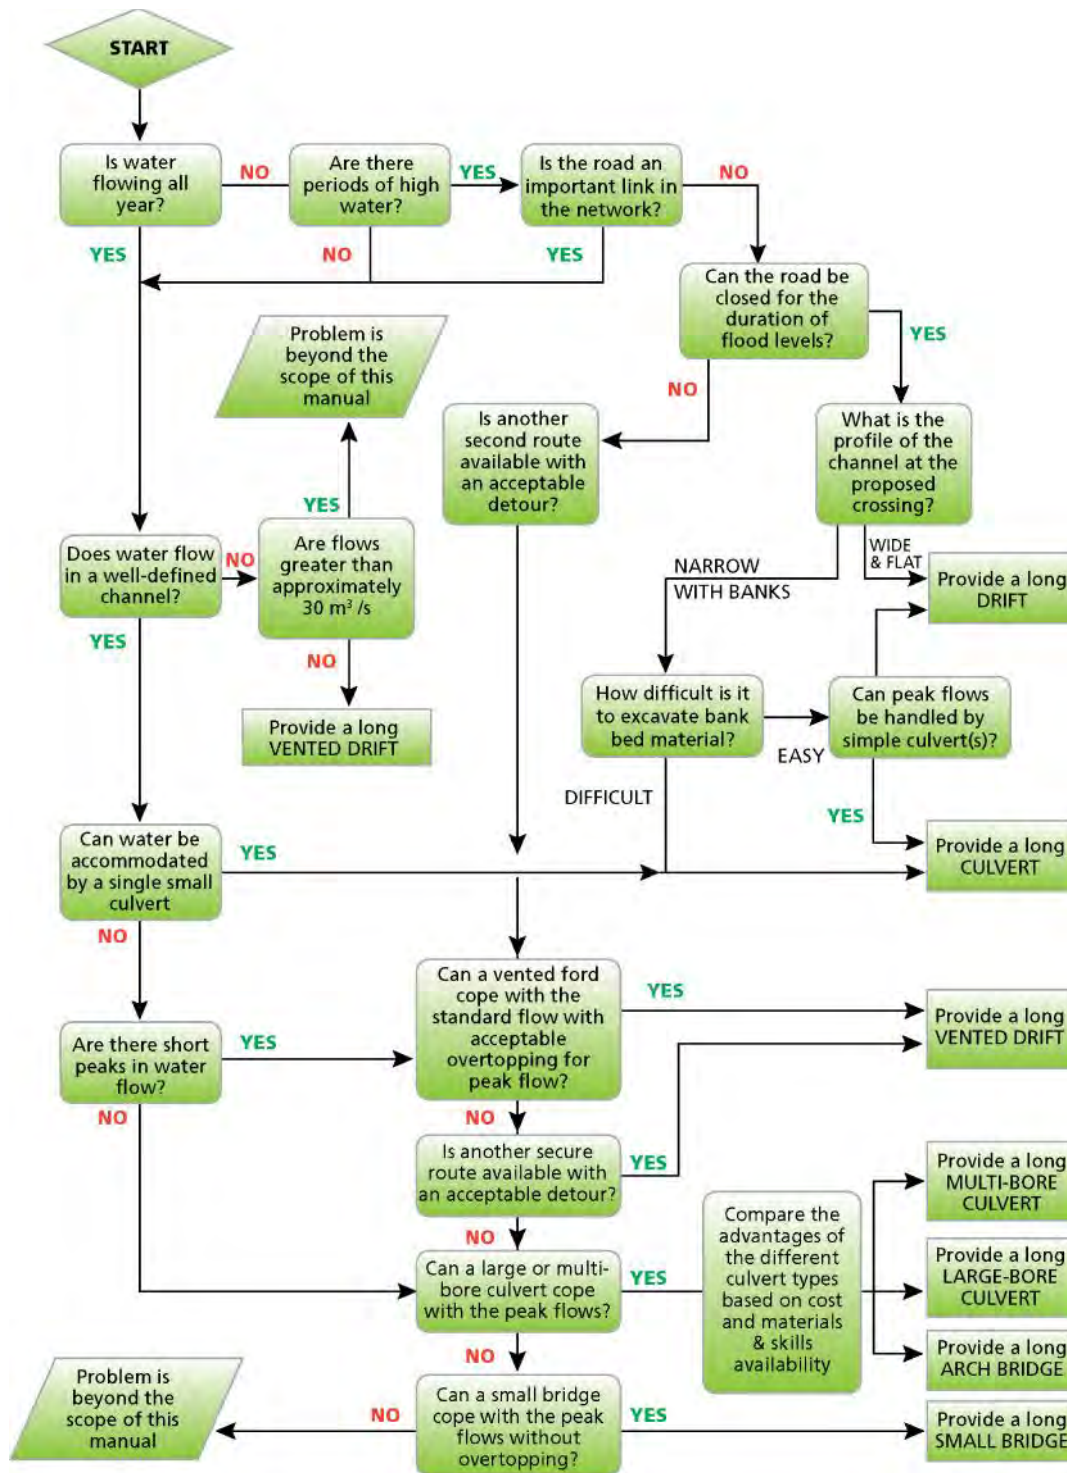 START
Is water
flowing all
year?
NO
Are there
periods of high
water?
YES
Is the road an
important link in
the network?
NO
YES
NO
YES
Can the road be
closed for the
duration of
flood levels?
YES
NO
Problem is
beyond the
scope of this
manual
Is another
second route
available with
an acceptable
detour?
What is the
profile of the
channel at the
proposed
crossing?
YES
Does water flow
in a well-defined
channel?
NO
Are flows
greater than
approximately
30 m³ /s
NARROW
WITH BANKS
WIDE
& FLAT
Provide a long
DRIFT
YES
NO
Provide a long
VENTED DRIFT
How difficult is it
to excavate bank
bed material?
EASY
Can peak flows
be handled by
simple culvert(s)?
DIFFICULT
YES
Can water be
accommodated
by a single small
culvert
YES
Provide a long
CULVERT
NO
Can a vented ford
cope with the
standard flow with
acceptable
overtopping for
peak flow?
YES
Provide a long
VENTED DRIFT
Are there short
peaks in water
flow?
YES
NO
NO
Is another secure
route available with
an acceptable
detour?
YES
NO
Can a large or multi-
bore culvert cope
with the peak flows?
YES
Compare the
advantages of
the different
culvert types
based on cost
and materials
& skills
availability
Provide a long
MULTI-BORE
CULVERT
Provide a long
LARGE-BORE
CULVERT
Provide a long
ARCH BRIDGE
NO
Problem is
beyond the
scope of this
manual
NO
Can a small bridge
cope with the peak
flows without
overtopping?
YES
Provide a long
SMALL BRIDGE